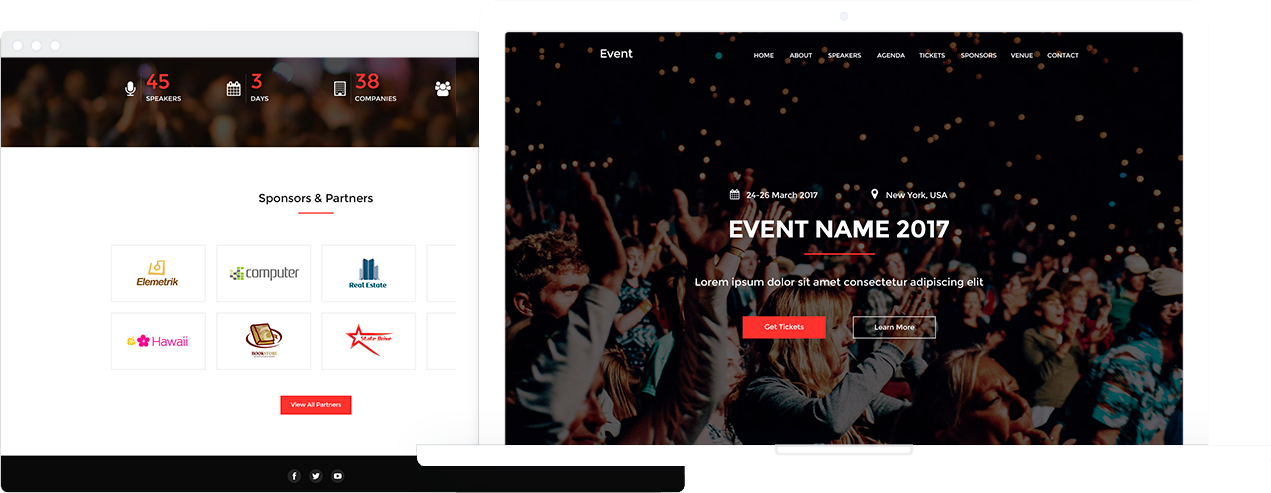 45
SPEAKERS
3
DAYS
38
COMPANIES
Sponsors & Partners
Elemetrik
computer
Real Estate
Hawaii
BOOKSTORE
State Drive
View All Partners
Event
HOME ABOUT SPEAKERS AGENDA TICKETS SPONSORS VENUE CONTACT
24-26 March 2017 New York, USA
EVENT NAME 2017
Lorem ipsum dolor sit amet consectetur adipiscing elit
Get Tickets Learn More